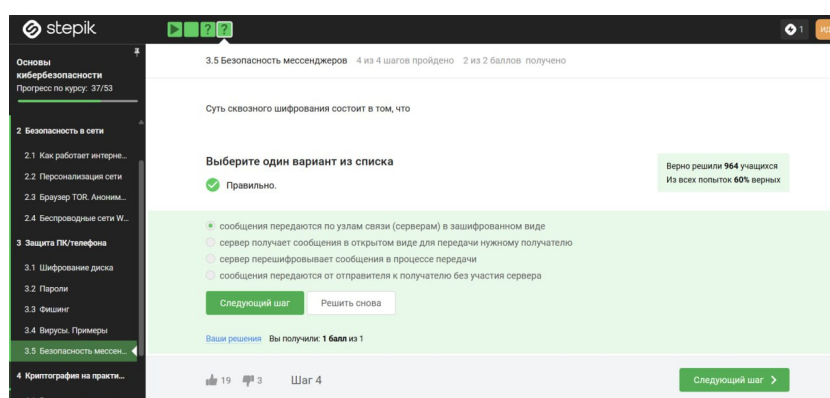 stepik
1
ИД
Основы
кибербезопасности
Прогресс по курсу: 37/53
3.5 Безопасность мессенджеров 4 из 4 шагов пройдено 2 из 2 баллов получено
Суть сквозного шифрования состоит в том, что
2 Безопасность в сети
2.1 Как работает интерне...
2.2 Персонализация сети
2.3 Браузер TOR. Аноним...
2.4 Беспроводные сети W...
3 Защита ПК/телефона
3.1 Шифрование диска
3.2 Пароли
3.3 Фишинг
3.4 Вирусы. Примеры
3.5 Безопасность мессен...
4 Криптография на практи...
Выберите один вариант из списка
Правильно.
Верно решили 964 учащихся
Из всех попыток 60% верных
сообщения передаются по узлам связи (серверам) в зашифрованном виде
сервер получает сообщения в открытом виде для передачи нужному получателю
сервер перешифровывает сообщения в процессе передачи
сообщения передаются от отправителя к получателю без участия сервера
Следующий шаг
Решить снова
Ваши решения Вы получили: 1 балл из 1
19 3 Шаг 4
Следующий шаг